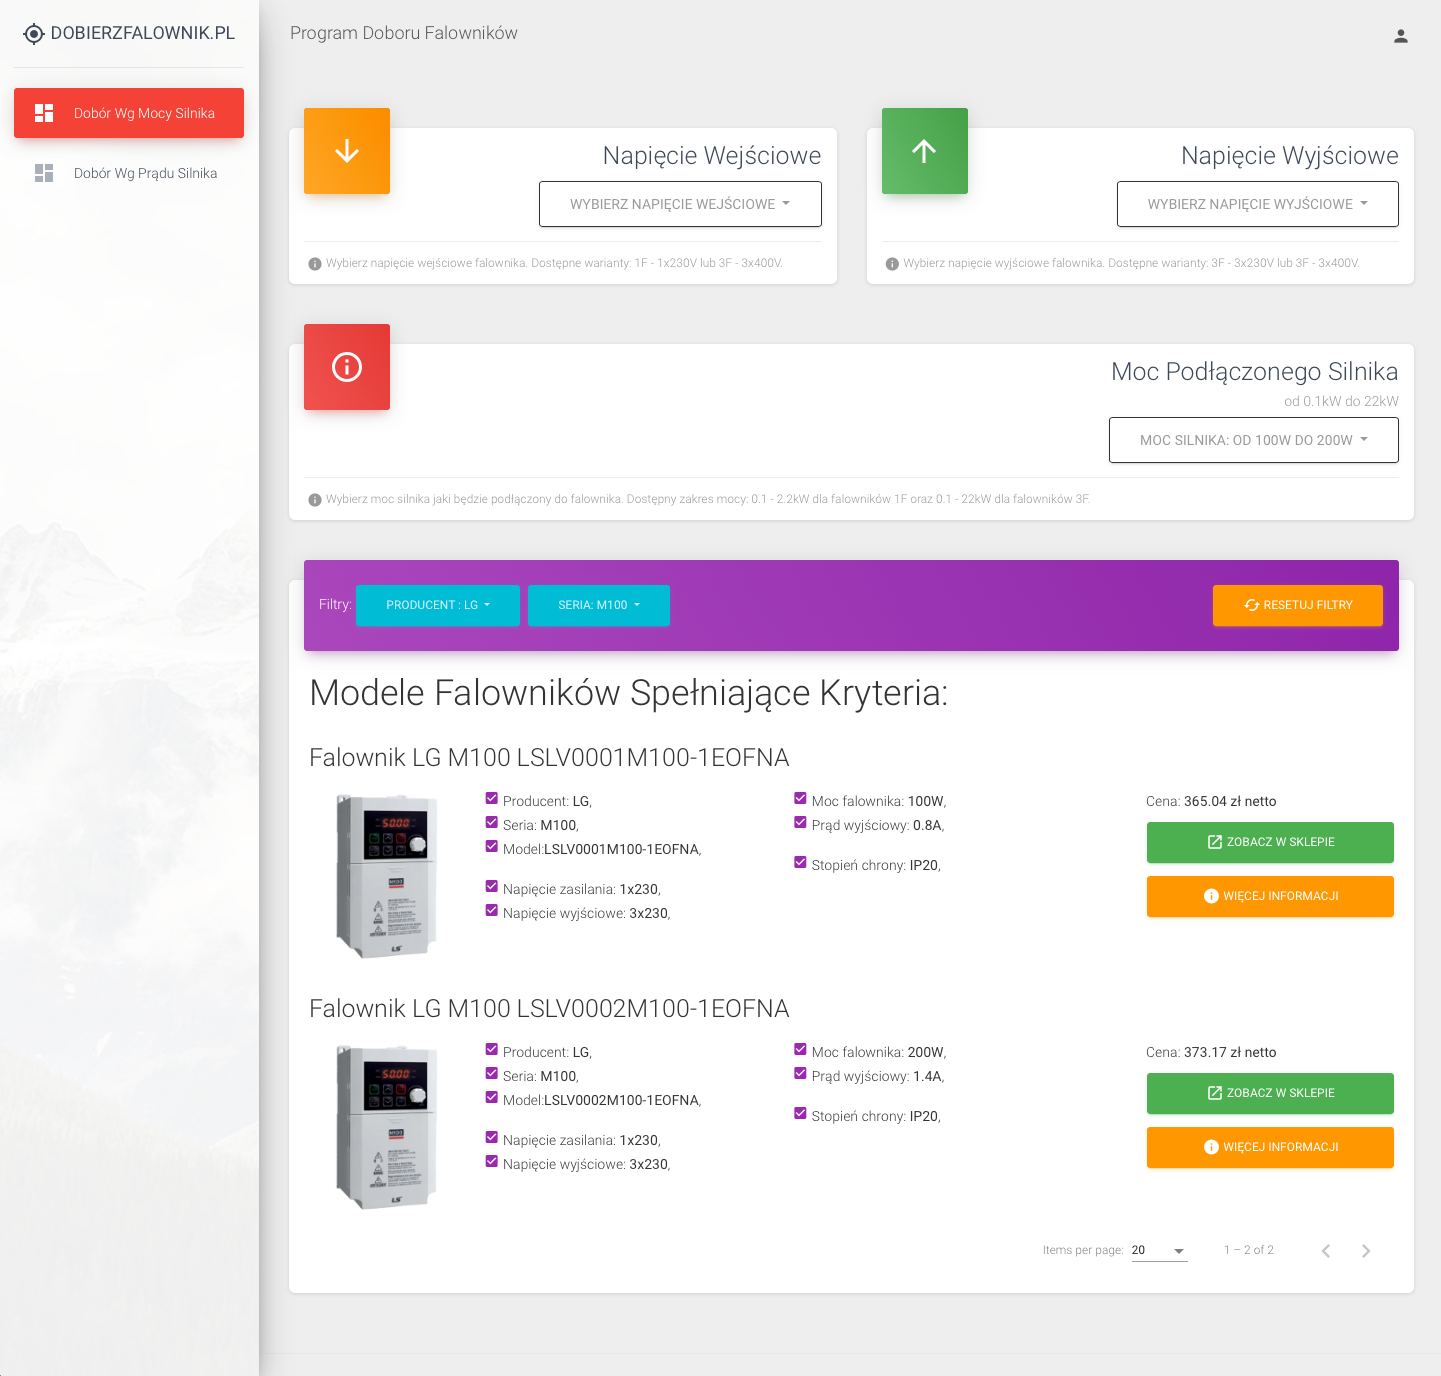 DOBIERZFALOWNIK.PL
Dobór Wg Mocy Silnika
Dobór Wg Prądu Silnika
Program Doboru Falowników
Napięcie Wejściowe
WYBIERZ NAPIĘCIE WEJŚCIOWE
Wybierz napięcie wejściowe falownika. Dostępne warianty: 1F - 1x230V lub 3F - 3x400V.
Napięcie Wyjściowe
WYBIERZ NAPIĘCIE WYJŚCIOWE
Wybierz napięcie wyjściowe falownika. Dostępne warianty: 3F - 3x230V lub 3F - 3x400V.
Moc Podłączonego Silnika
od 0.1kW do 22kW
MOC SILNIKA: OD 100W DO 200W
Wybierz moc silnika jaki będzie podłączony do falownika. Dostępny zakres mocy: 0.1 - 2.2kW dla falowników 1F oraz 0.1 - 22kW dla falowników 3F.
Filtry: PRODUCENT : LG SERIA: M100 RESETUJ FILTRY
Modele Falowników Spełniające Kryteria:
Falownik LG M100 LSLV0001M100-1EOFNA
50.00
M100
LS
Producent: LG,
Seria: M100,
Model:LSLV0001M100-1EOFNA,
Napięcie zasilania: 1x230,
Napięcie wyjściowe: 3x230,
Moc falownika: 100W,
Prąd wyjściowy: 0.8A,
Stopień chrony: IP20,
Cena: 365.04 zł netto
ZOBACZ W SKLEPIE
WIĘCEJ INFORMACJI
Falownik LG M100 LSLV0002M100-1EOFNA
50.00
M100
LS
Producent: LG,
Seria: M100,
Model:LSLV0002M100-1EOFNA,
Napięcie zasilania: 1x230,
Napięcie wyjściowe: 3x230,
Moc falownika: 200W,
Prąd wyjściowy: 1.4A,
Stopień chrony: IP20,
Cena: 373.17 zł netto
ZOBACZ W SKLEPIE
WIĘCEJ INFORMACJI
Items per page: 20 1 – 2 of 2